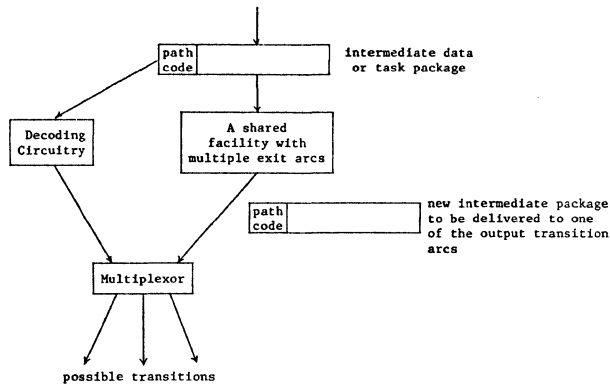 path
code
intermediate data
or task package
Decoding
Circuitry
A shared
facility with
multiple exit arcs
path
code
new intermediate package
to be delivered to one
of the output transition
arcs
Multiplexor
possible transitions